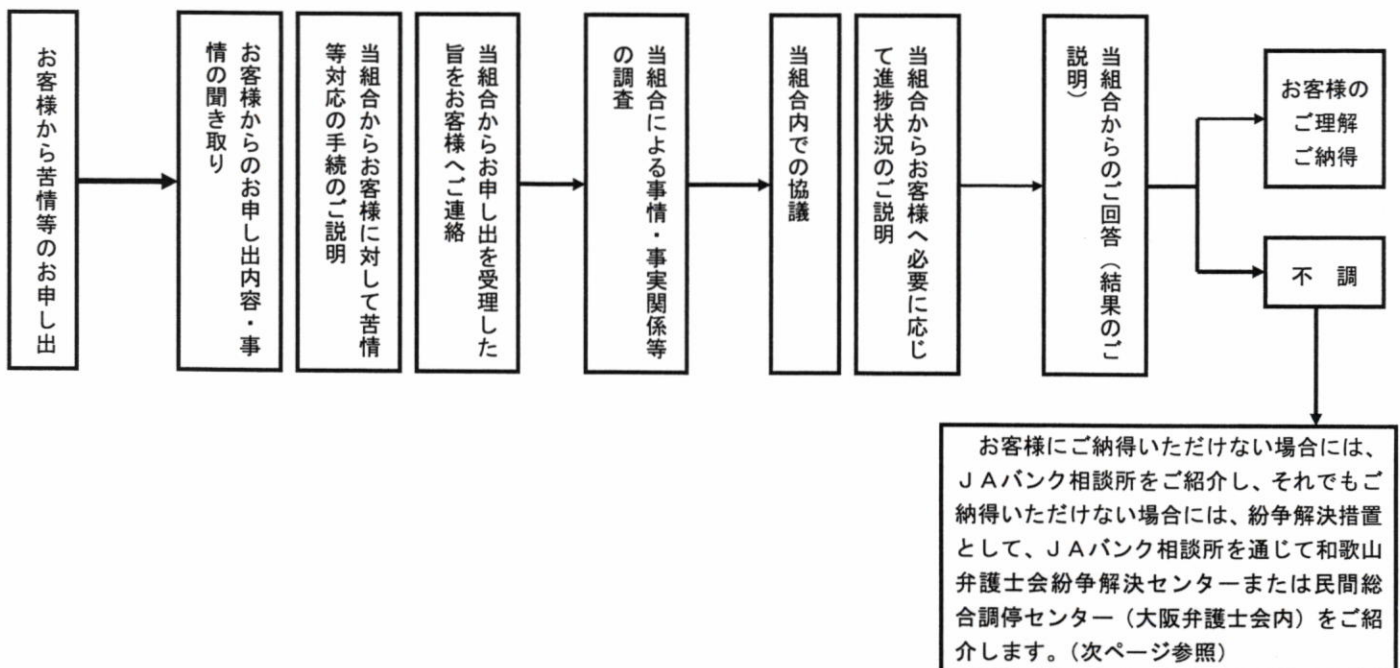 お客様から苦情等のお申し出
お客様からのお申し出内容・事
情の聞き取り
当組合からお客様に対して苦情
等対応の手続のご説明
当組合からお申し出を受理した
旨をお客様へご連絡
当組合による事情・事実関係等
の調査
当組合内での協議
当組合からお客様へ必要に応じ
て進捗状況のご説明
当組合からのご回答（結果のご
説明）
お客様の
ご理解
ご納得
不 調
お客様にご納得いただけない場合には、
ＪＡバンク相談所をご紹介し、それでもご
納得いただけない場合には、紛争解決措置
として、ＪＡバンク相談所を通じて和歌山
弁護士会紛争解決センターまたは民間総
合調停センター（大阪弁護士会内）をご紹
介します。（次ページ参照）